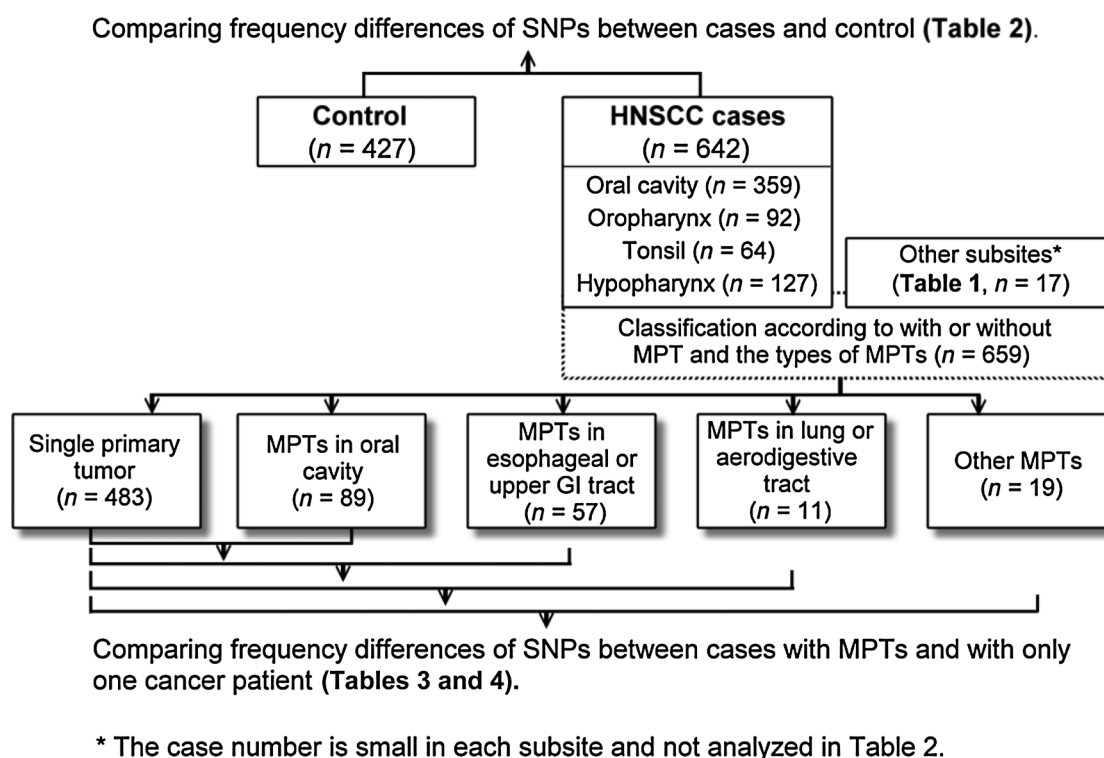 Comparing frequency differences of SNPs between cases and control (Table 2).
Control
(n = 427)
HNSCC cases
(n = 642)
Oral cavity (n = 359)
Oropharynx (n = 92)
Tonsil (n = 64)
Hypopharynx (n = 127)
Other subsites*
(Table 1, n = 17)
Classification according to with or without
MPT and the types of MPTs (n = 659)
Single primary
tumor
(n = 483)
MPTs in oral
cavity
(n = 89)
MPTs in
esophageal or
upper GI tract
(n = 57)
MPTs in lung or
aerodigestive
tract
(n = 11)
Other MPTs
(n = 19)
Comparing frequency differences of SNPs between cases with MPTs and with only
one cancer patient (Tables 3 and 4).
* The case number is small in each subsite and not analyzed in Table 2.